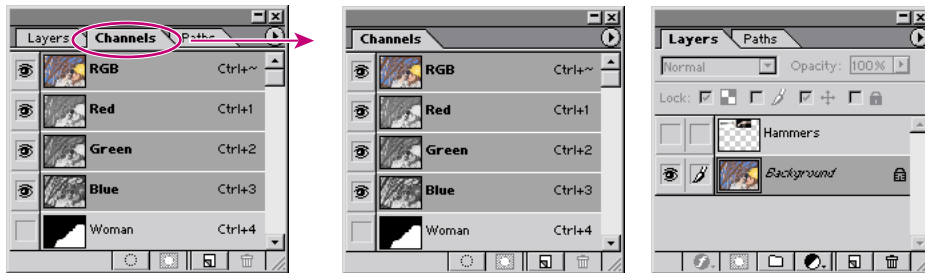 Layers Channels Paths
RGB Ctrl+~
Red Ctrl+1
Green Ctrl+2
Blue Ctrl+3
Woman Ctrl+4
Channels
RGB Ctrl+~
Red Ctrl+1
Green Ctrl+2
Blue Ctrl+3
Woman Ctrl+4
Layers Paths
Normal Opacity: 100%
Lock:
Hammers
Background